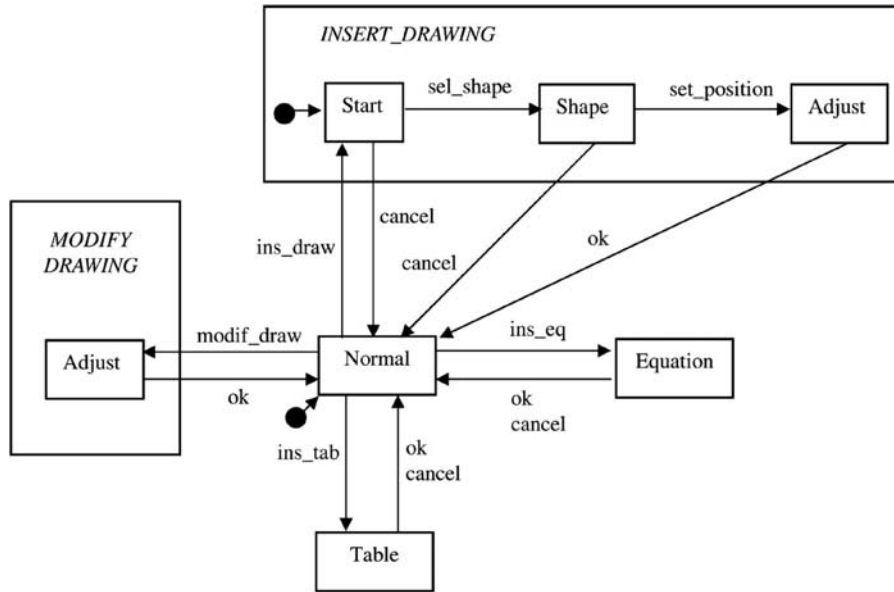 INSERT_DRAWING
Start
sel_shape
Shape
set_position
Adjust
cancel
ins_draw
cancel
ok
MODIFY
DRAWING
Adjust
modif_draw
ok
Normal
ins_eq
Equation
ok
cancel
ins_tab
ok
cancel
Table